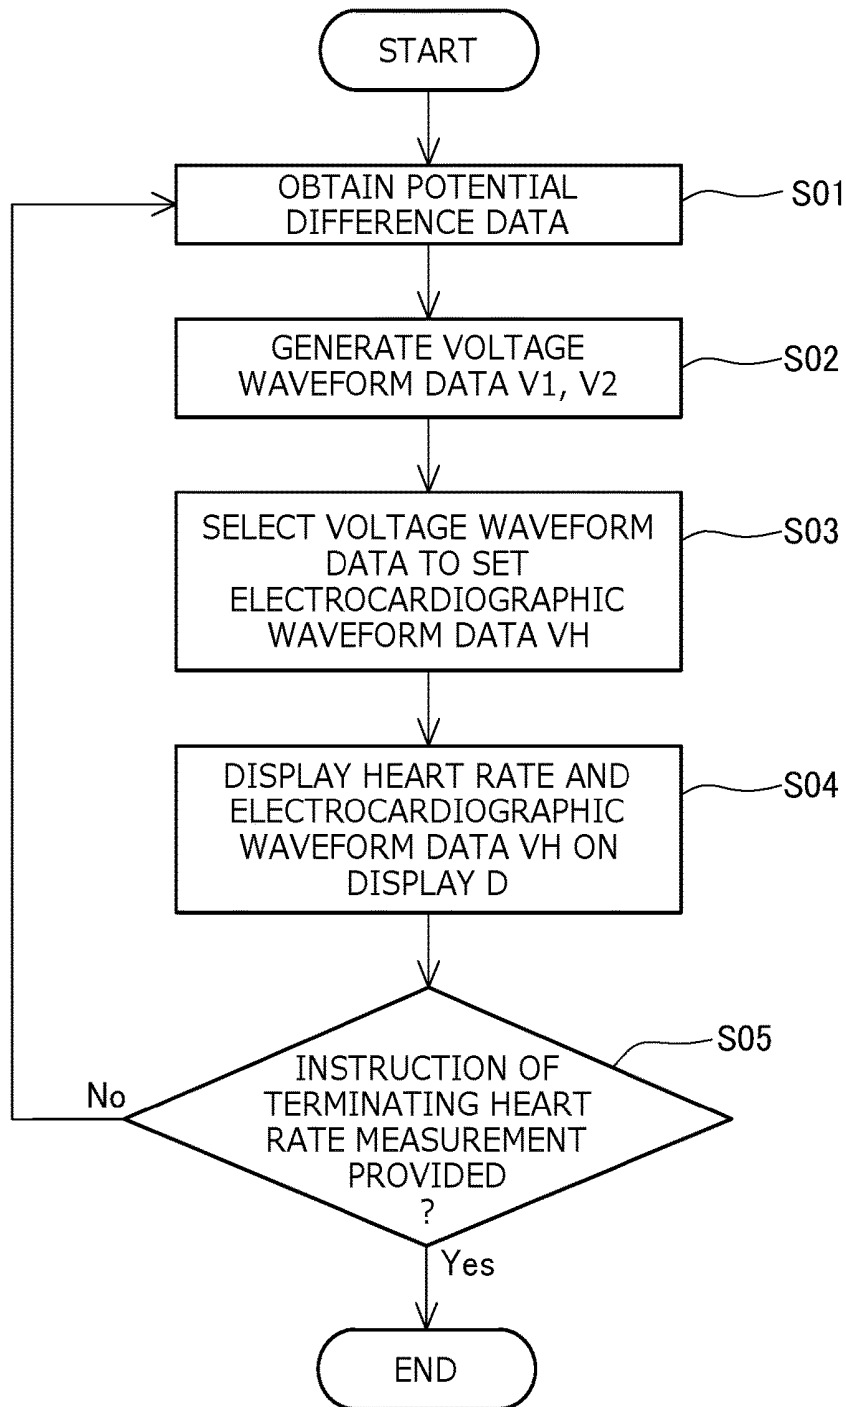 START
OBTAIN POTENTIAL
DIFFERENCE DATA
S01
GENERATE VOLTAGE
WAVEFORM DATA V1, V2
S02
SELECT VOLTAGE WAVEFORM
DATA TO SET
ELECTROCARDIOGRAPHIC
WAVEFORM DATA VH
S03
DISPLAY HEART RATE AND
ELECTROCARDIOGRAPHIC
WAVEFORM DATA VH ON
DISPLAY D
S04
INSTRUCTION OF
TERMINATING HEART
RATE MEASUREMENT
PROVIDED
?
S05
No
Yes
END